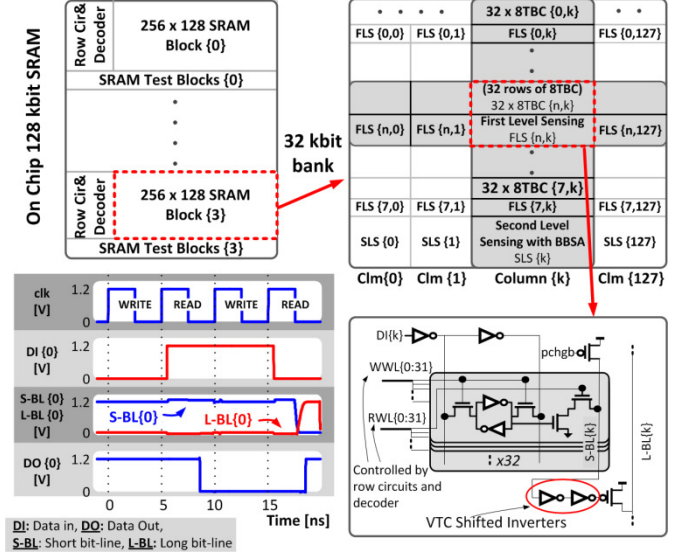 On Chip 128 kbit SRAM
Row Cir&
Decoder
256 x 128 SRAM
Block {0}
SRAM Test Blocks {0}
Row Cir&
Decoder
256 x 128 SRAM
Block {3}
SRAM Test Blocks {3}
32 kbit
bank
32 x 8TBC {0,k}
FLS {0,0} FLS {0,1} FLS {0,k} FLS {0,127}
(32 rows of 8TBC)
32 x 8TBC {n,k}
FLS {n,0} FLS {n,1} First Level Sensing FLS {n,127}
FLS {n,k}
32 x 8TBC {7,k}
FLS {7,0} FLS {7,1} FLS {7,k} FLS {7,127}
SLS {0} SLS {1} Second Level
Sensing with BBSA
SLS {k}
SLS {127}
Clm{0} Clm {1} Column {k} Clm {127}
clk
[V]
1.2
0
WRITE READ WRITE READ
DI {0}
[V]
1.2
0
S-BL {0}
L-BL {0}
[V]
1.2
0
S-BL{0} L-BL{0}
DO {0}
[V]
1.2
0
0 5 10 15 Time [ns]
DI: Data in, DO: Data Out,
S-BL: Short bit-line, L-BL: Long bit-line
DI{k}
pchgb
WWL{0:31}
RWL{0:31}
S-BL{k}
L-BL{k}
x32
Controlled by
row circuits and
decoder
VTC Shifted Inverters